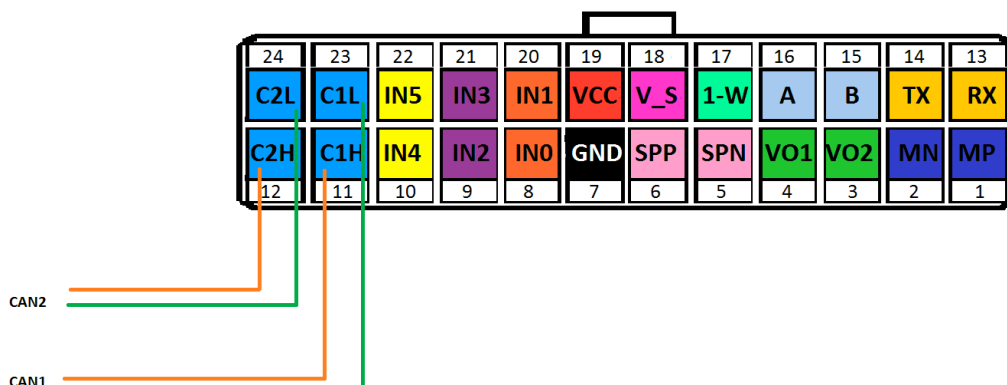 24 23 22 21 20 19 18 17 16 15 14 13
C2L C1L IN5 IN3 IN1 VCC V_S 1-W A B TX RX
C2H C1H IN4 IN2 IN0 GND SPP SPN VO1 VO2 MN MP
12 11 10 9 8 7 6 5 4 3 2 1
CAN2
CAN1